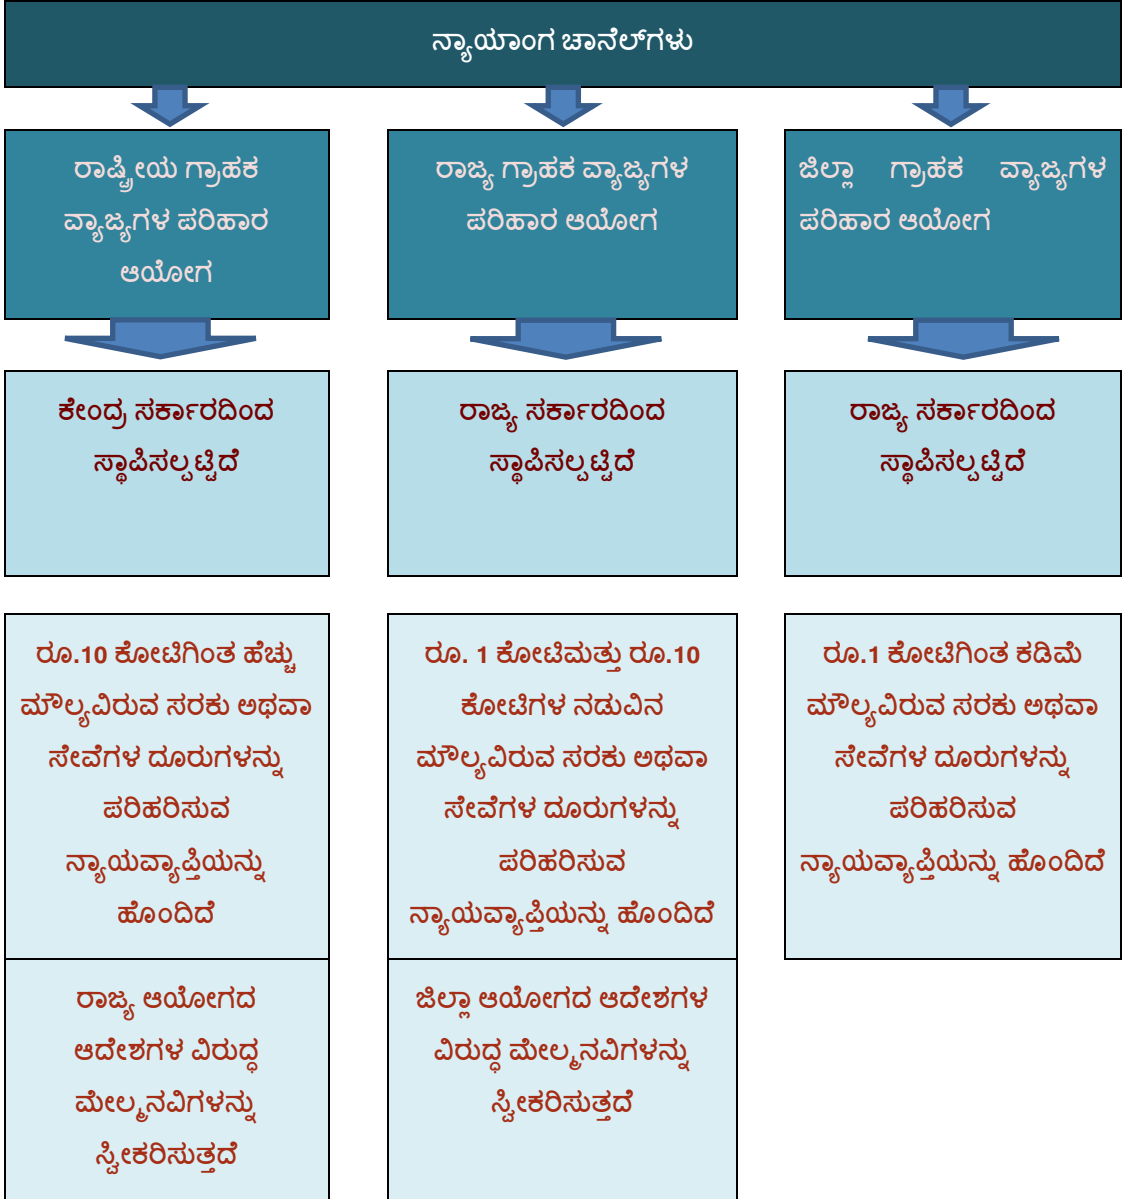 ನ್ಯಾಯಾಂಗ ಚಾನೆಲ್‌ಗಳು
ರಾಷ್ಟ್ರೀಯ ಗ್ರಾಹಕ
ವ್ಯಾಜ್ಯಗಳ ಪರಿಹಾರ
ಆಯೋಗ
ರಾಜ್ಯ ಗ್ರಾಹಕ ವ್ಯಾಜ್ಯಗಳ
ಪರಿಹಾರ ಆಯೋಗ
ಜಿಲ್ಲಾ ಗ್ರಾಹಕ ವ್ಯಾಜ್ಯಗಳ
ಪರಿಹಾರ ಆಯೋಗ
ಕೇಂದ್ರ ಸರ್ಕಾರದಿಂದ
ಸ್ಥಾಪಿಸಲ್ಪಟ್ಟಿದೆ
ರಾಜ್ಯ ಸರ್ಕಾರದಿಂದ
ಸ್ಥಾಪಿಸಲ್ಪಟ್ಟಿದೆ
ರಾಜ್ಯ ಸರ್ಕಾರದಿಂದ
ಸ್ಥಾಪಿಸಲ್ಪಟ್ಟಿದೆ
ರೂ.10 ಕೋಟಿಗಿಂತ ಹೆಚ್ಚು
ಮೌಲ್ಯವಿರುವ ಸರಕು ಅಥವಾ
ಸೇವೆಗಳ ದೂರುಗಳನ್ನು
ಪರಿಹರಿಸುವ
ನ್ಯಾಯವ್ಯಾಪ್ತಿಯನ್ನು
ಹೊಂದಿದೆ
ರೂ. 1 ಕೋಟಿಮತ್ತು ರೂ.10
ಕೋಟಿಗಳ ನಡುವಿನ
ಮೌಲ್ಯವಿರುವ ಸರಕು ಅಥವಾ
ಸೇವೆಗಳ ದೂರುಗಳನ್ನು
ಪರಿಹರಿಸುವ
ನ್ಯಾಯವ್ಯಾಪ್ತಿಯನ್ನು ಹೊಂದಿದೆ
ರೂ.1 ಕೋಟಿಗಿಂತ ಕಡಿಮೆ
ಮೌಲ್ಯವಿರುವ ಸರಕು ಅಥವಾ
ಸೇವೆಗಳ ದೂರುಗಳನ್ನು
ಪರಿಹರಿಸುವ
ನ್ಯಾಯವ್ಯಾಪ್ತಿಯನ್ನು ಹೊಂದಿದೆ
ರಾಜ್ಯ ಆಯೋಗದ
ಆದೇಶಗಳ ವಿರುದ್ಧ
ಮೇಲ್ಮನವಿಗಳನ್ನು
ಸ್ವೀಕರಿಸುತ್ತದೆ
ಜಿಲ್ಲಾ ಆಯೋಗದ ಆದೇಶಗಳ
ವಿರುದ್ಧ ಮೇಲ್ಮನವಿಗಳನ್ನು
ಸ್ವೀಕರಿಸುತ್ತದೆ